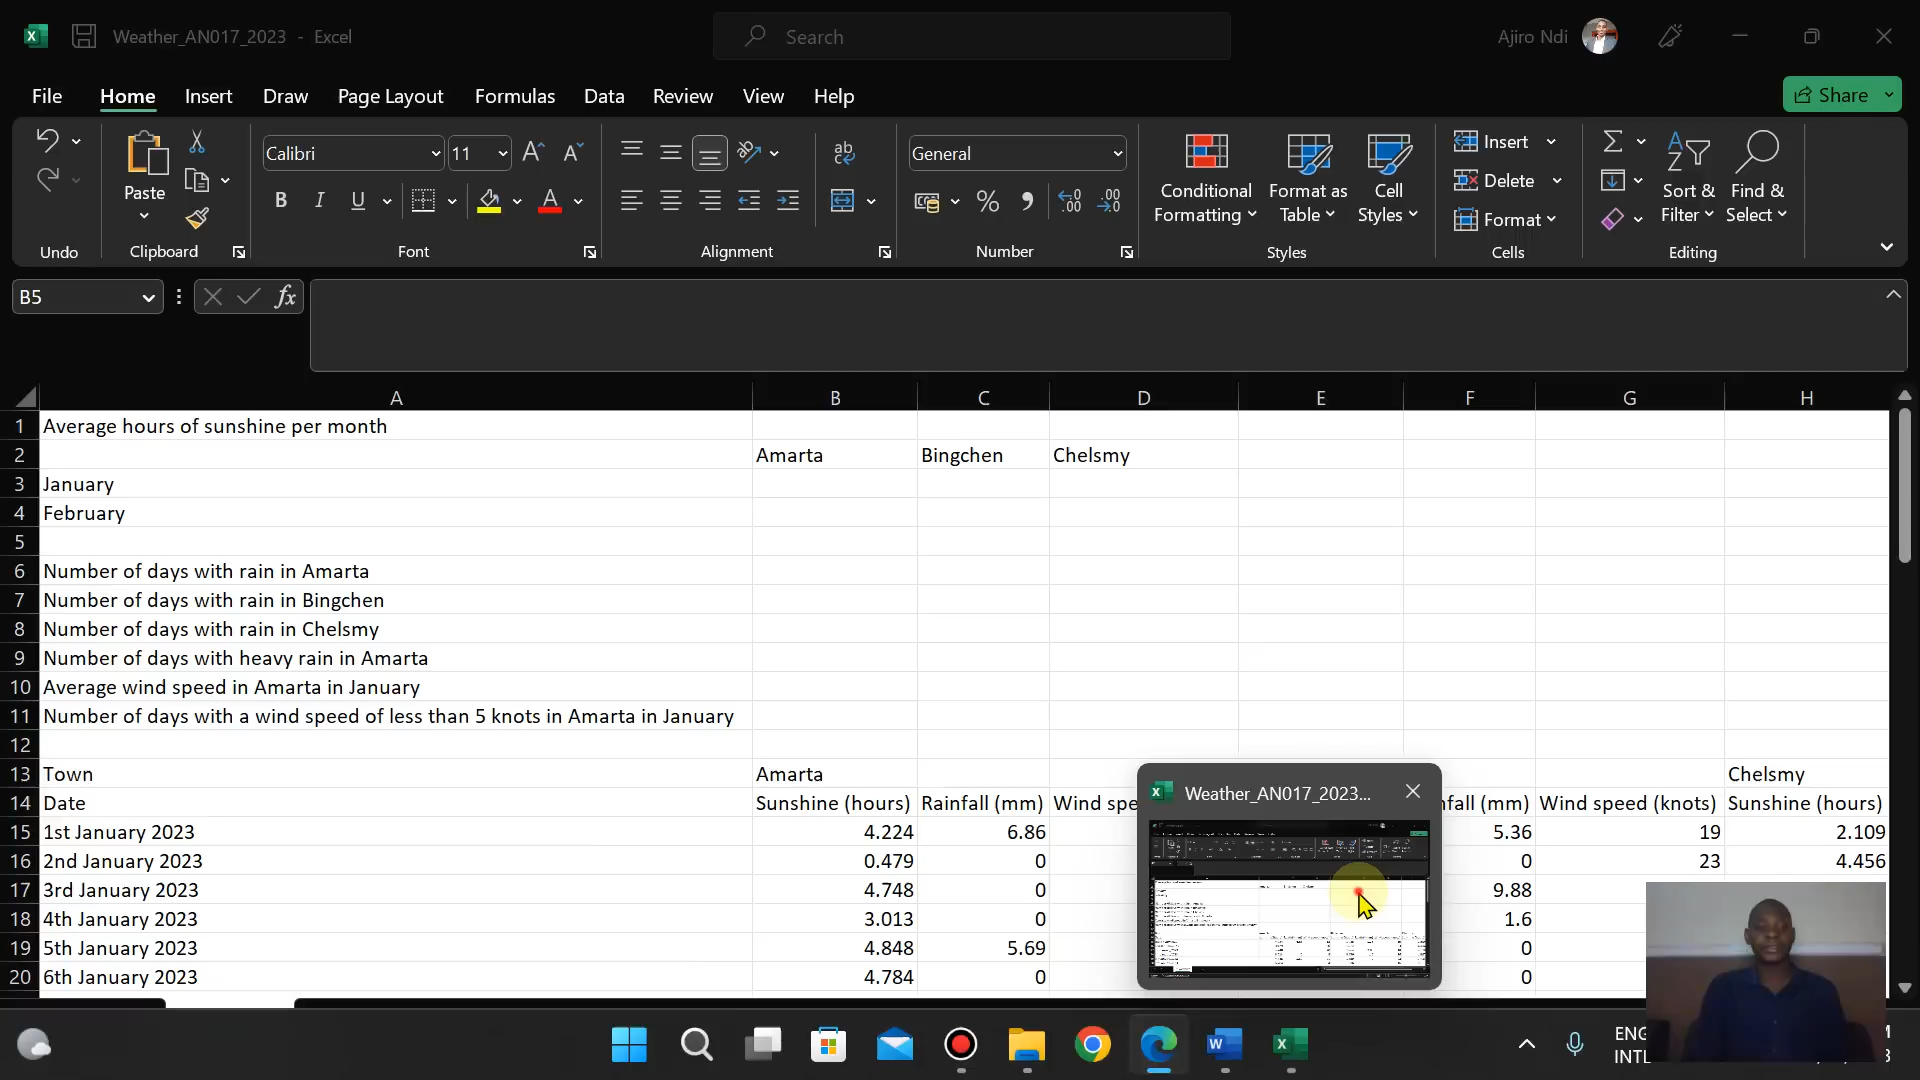 Weather_AN017_2023 - Excel
Search
Ajiro Ndi
File Home Insert Draw Page Layout Formulas Data Review View Help
Share
Paste
Calibri 11
B I U
ab
General
Conditional Formatting
Format as Table
Cell Styles
Insert
Delete
Format
Sort & Filter
Find & Select
Undo Clipboard Font Alignment Number Styles Cells Editing
B5 fx
A B C D E F G H
1 Average hours of sunshine per month
2 Amarta Bingchen Chelsmy
3 January
4 February
5
6 Number of days with rain in Amarta
7 Number of days with rain in Bingchen
8 Number of days with rain in Chelsmy
9 Number of days with heavy rain in Amarta
10 Average wind speed in Amarta in January
11 Number of days with a wind speed of less than 5 knots in Amarta in January
12
13 Town Amarta Chelsmy
14 Date Sunshine (hours) Rainfall (mm) Wind spe nfall (mm) Wind speed (knots) Sunshine (hours)
15 1st January 2023 4.224 6.86 5.36 19 2.109
16 2nd January 2023 0.479 0 0 23 4.456
17 3rd January 2023 4.748 0 9.88
18 4th January 2023 3.013 0 1.6
19 5th January 2023 4.848 5.69 0
20 6th January 2023 4.784 0 0
Weather_AN017_2023...
ENG
INTL